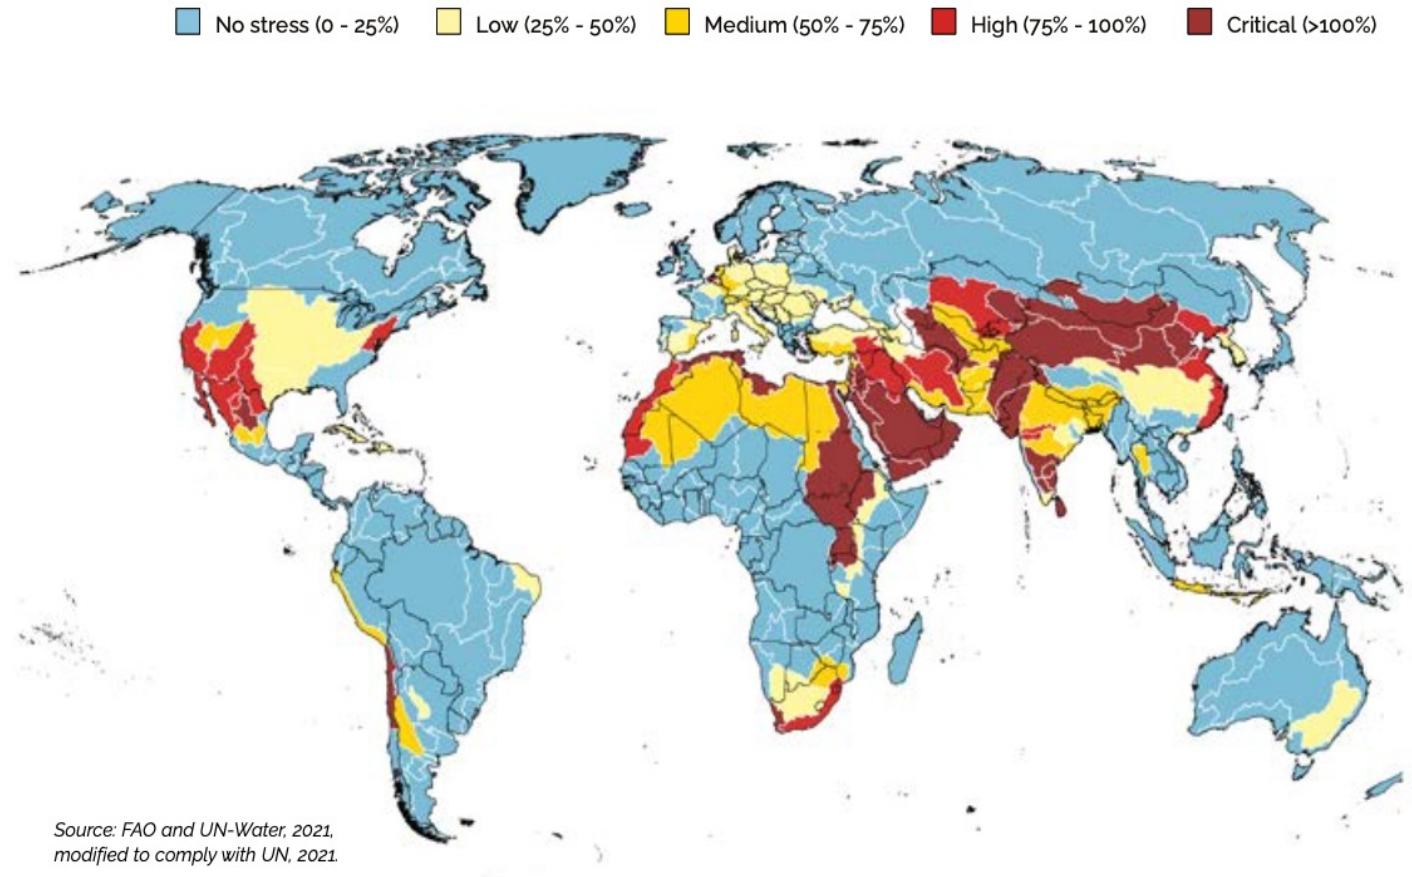 No stress (0 - 25%) Low (25% - 50%) Medium (50% - 75%) High (75% - 100%) Critical (>100%)
Source: FAO and UN-Water, 2021,
modified to comply with UN, 2021.